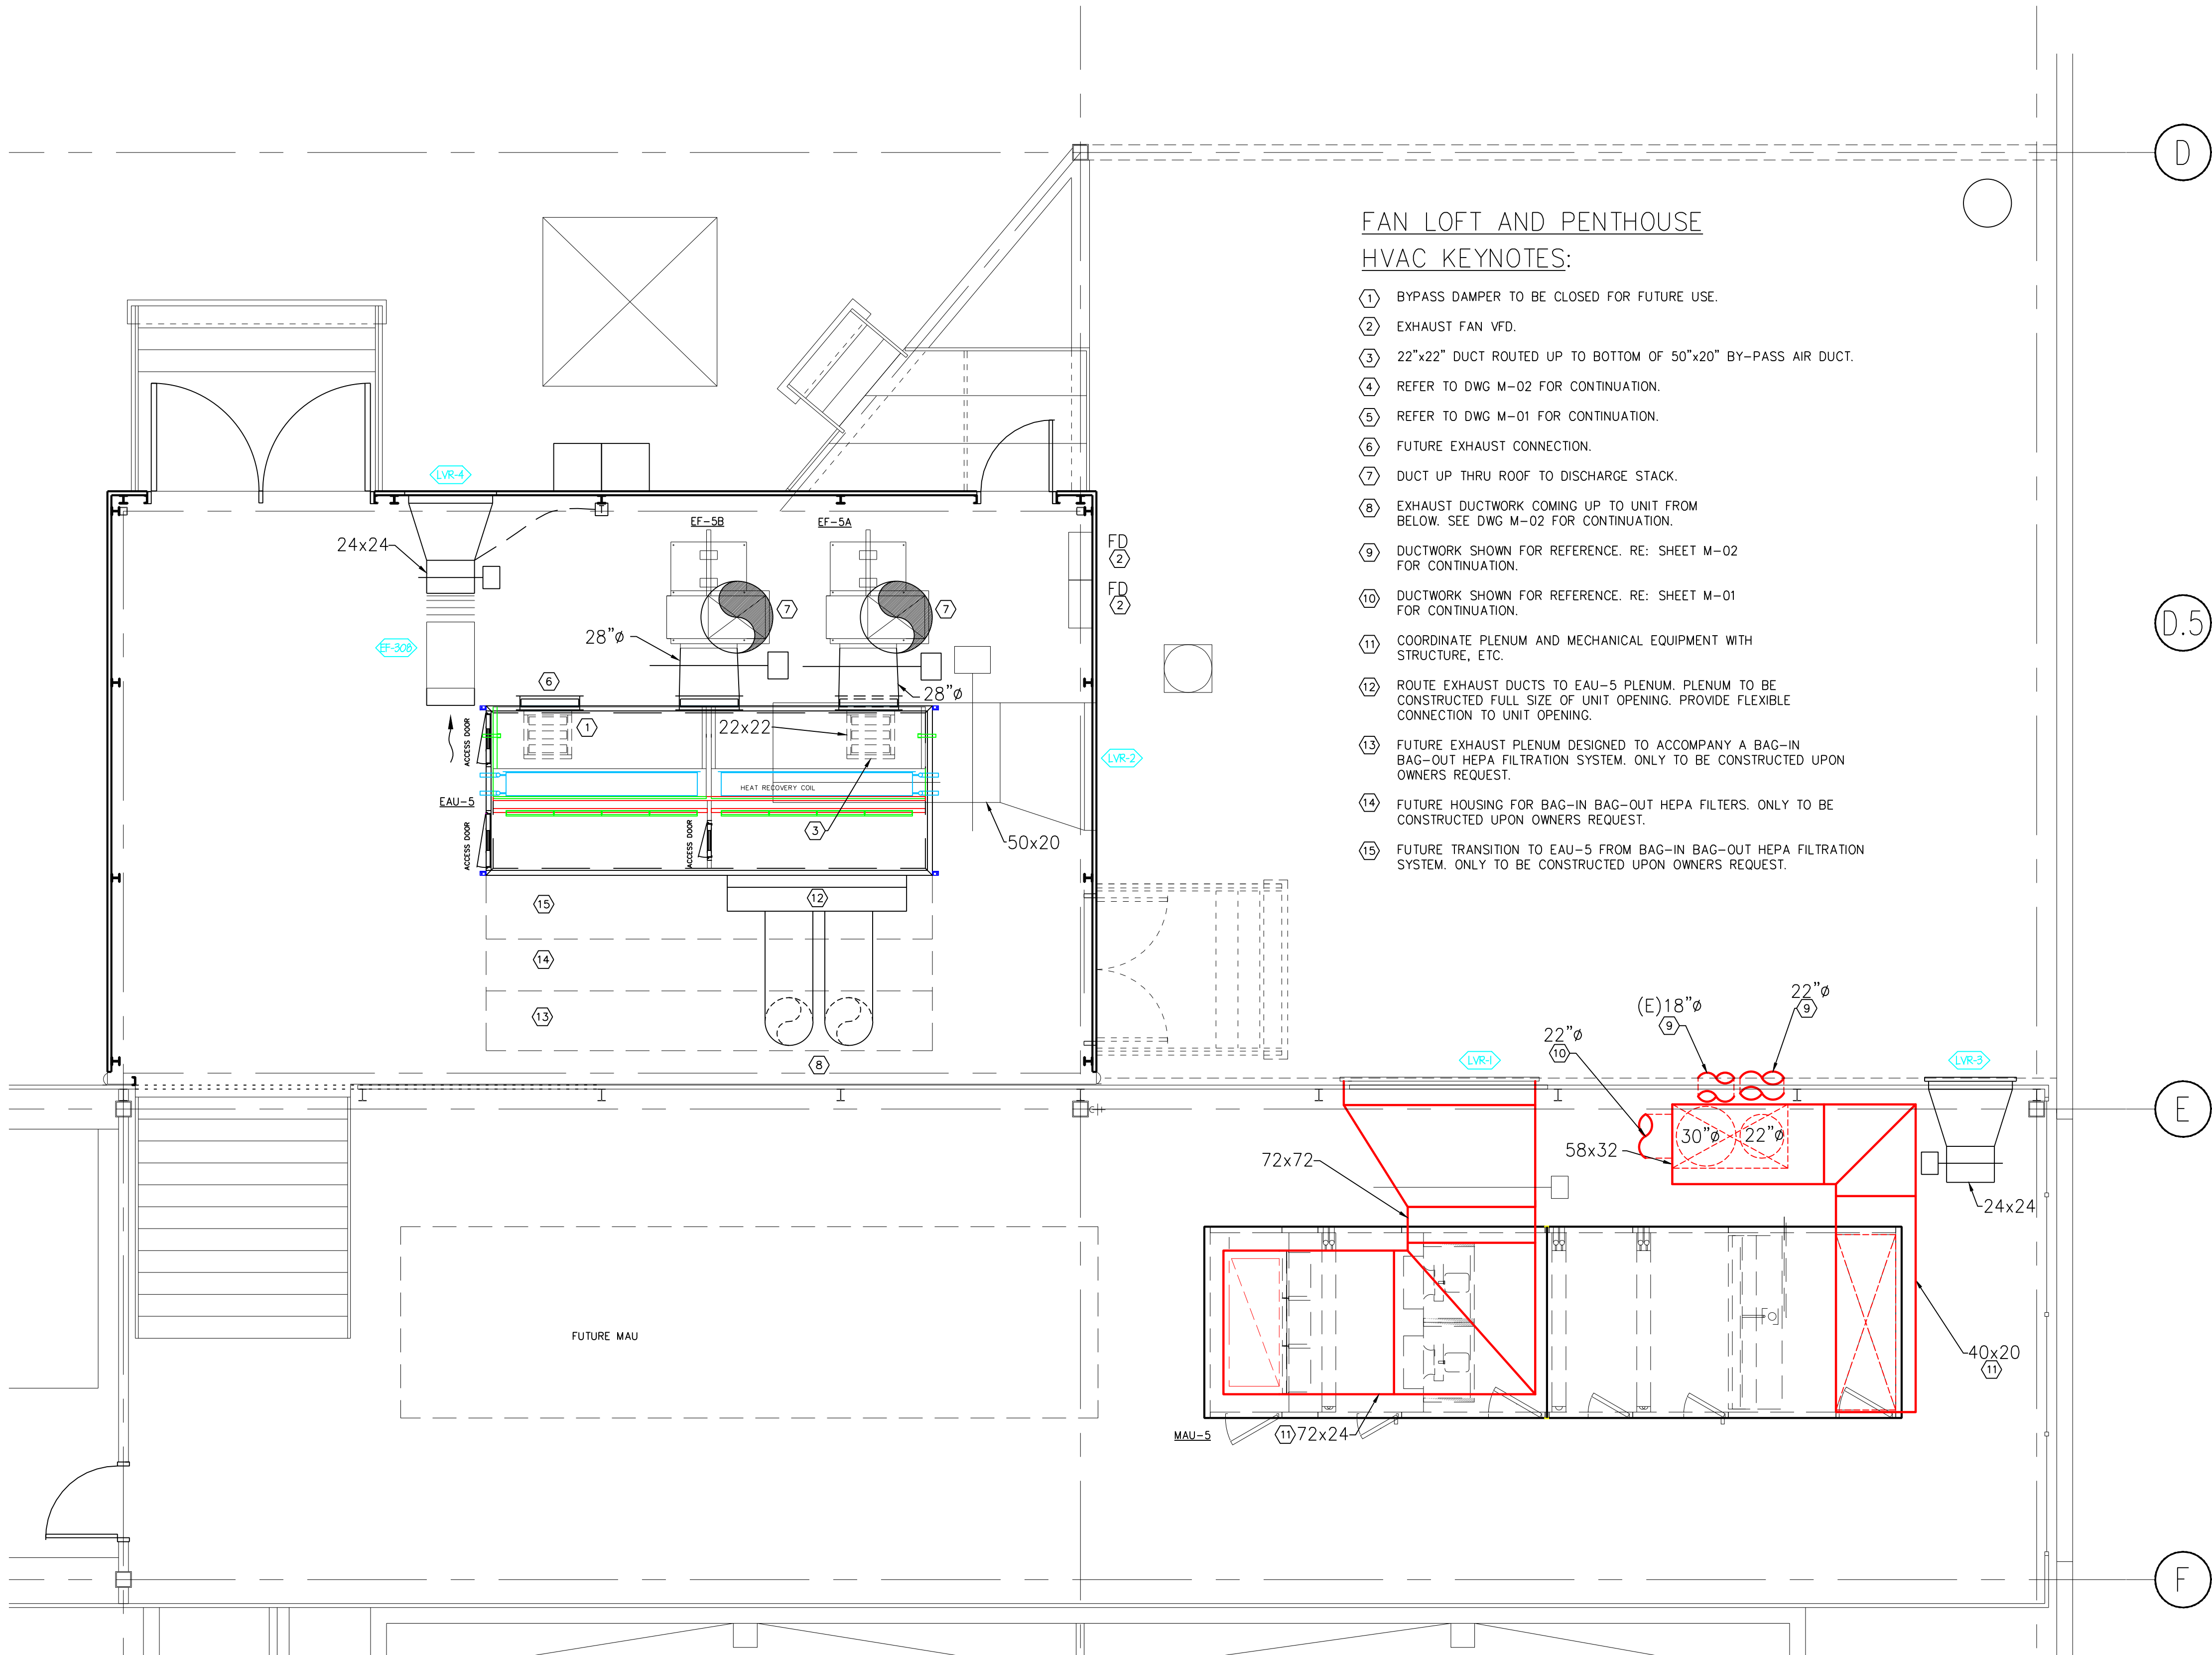 D
FAN LOFT AND PENTHOUSE
HVAC KEYNOTES:
1 BYPASS DAMPER TO BE CLOSED FOR FUTURE USE.
2 EXHAUST FAN VFD.
3 22"x22" DUCT ROUTED UP TO BOTTOM OF 50"x20" BY-PASS AIR DUCT.
4 REFER TO DWG M-02 FOR CONTINUATION.
5 REFER TO DWG M-01 FOR CONTINUATION.
6 FUTURE EXHAUST CONNECTION.
7 DUCT UP THRU ROOF TO DISCHARGE STACK.
8 EXHAUST DUCTWORK COMING UP TO UNIT FROM
BELOW. SEE DWG M-02 FOR CONTINUATION.
9 DUCTWORK SHOWN FOR REFERENCE. RE: SHEET M-02
FOR CONTINUATION.
10 DUCTWORK SHOWN FOR REFERENCE. RE: SHEET M-01
FOR CONTINUATION.
11 COORDINATE PLENUM AND MECHANICAL EQUIPMENT WITH
STRUCTURE, ETC.
12 ROUTE EXHAUST DUCTS TO EAU-5 PLENUM. PLENUM TO BE
CONSTRUCTED FULL SIZE OF UNIT OPENING. PROVIDE FLEXIBLE
CONNECTION TO UNIT OPENING.
13 FUTURE EXHAUST PLENUM DESIGNED TO ACCOMPANY A BAG-IN
BAG-OUT HEPA FILTRATION SYSTEM. ONLY TO BE CONSTRUCTED UPON
OWNERS REQUEST.
14 FUTURE HOUSING FOR BAG-IN BAG-OUT HEPA FILTERS. ONLY TO BE
CONSTRUCTED UPON OWNERS REQUEST.
15 FUTURE TRANSITION TO EAU-5 FROM BAG-IN BAG-OUT HEPA FILTRATION
SYSTEM. ONLY TO BE CONSTRUCTED UPON OWNERS REQUEST.
D.5
LVR-4
24x24
EF-5B
EF-5A
FD
2
FD
2
7
7
28"ø
EF-308
6
28"ø
1
22x22
ACCESS DOOR
LVR-2
HEAT RECOVERY COIL
EAU-5
3
50x20
ACCESS DOOR
ACCESS DOOR
12
15
14
13
8
(E)18"ø
9
22"ø
9
22"ø
10
LVR-1
LVR-3
E
30"ø
22"ø
58x32
72x72
24x24
FUTURE MAU
40x20
11
MAU-5
11 72x24
F